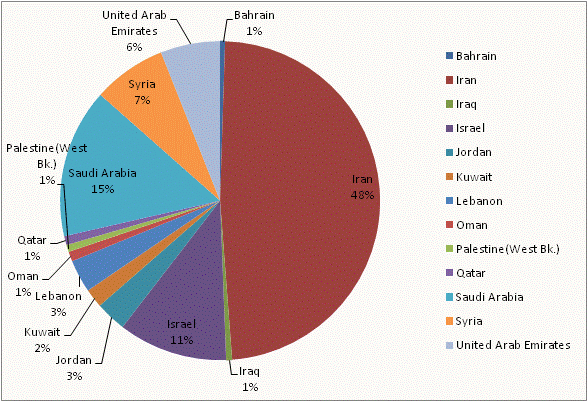 United Arab
Emirates
6%
Bahrain
1%
Syria
7%
Palestine(West
Bk.)
1%
Saudi Arabia
15%
Iran
48%
Qatar
1%
Oman
1%
Lebanon
3%
Kuwait
2%
Jordan
3%
Israel
11%
Iraq
1%
Bahrain
Iran
Iraq
Israel
Jordan
Kuwait
Lebanon
Oman
Palestine(West Bk.)
Qatar
Saudi Arabia
Syria
United Arab Emirates